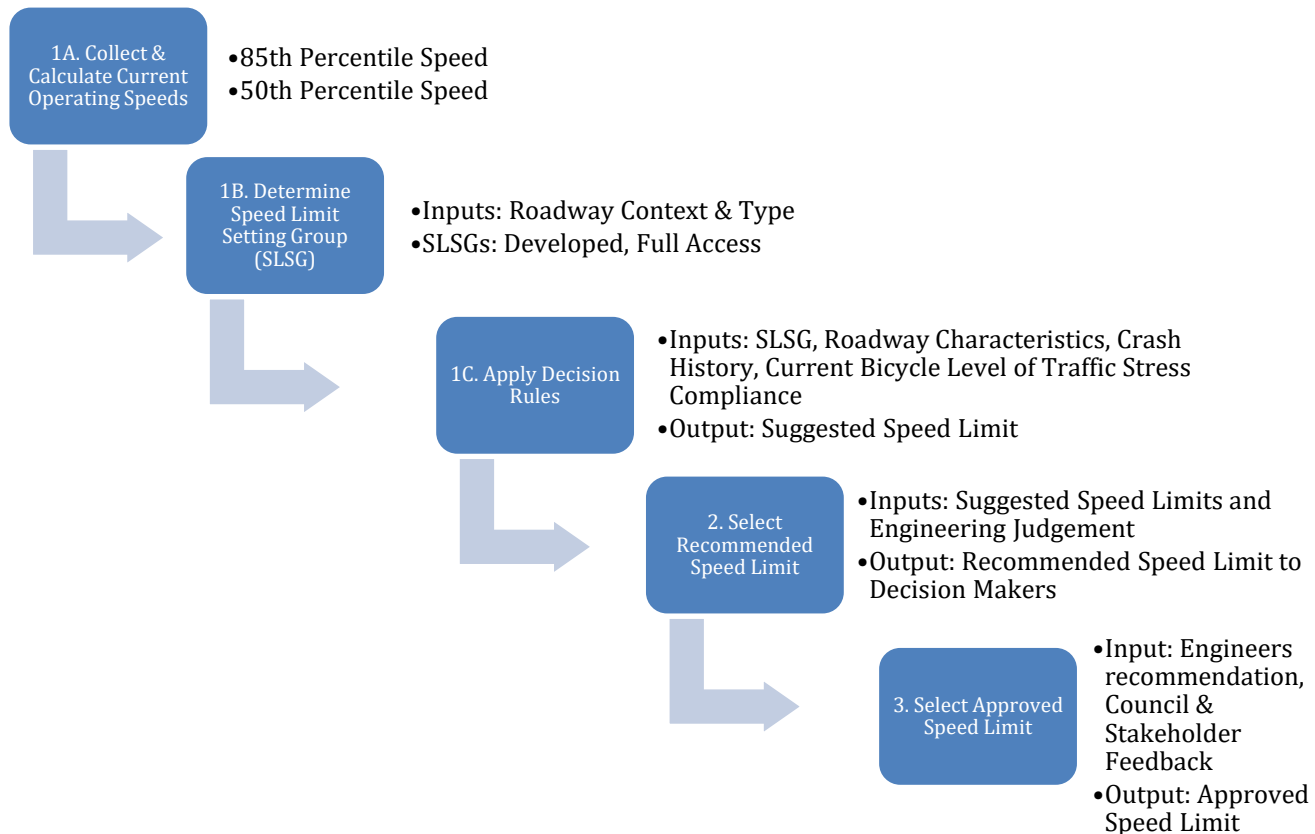 1A. Collect &
Calculate Current
Operating Speeds
•85th Percentile Speed
•50th Percentile Speed
1B. Determine
Speed Limit
Setting Group
(SLSG)
•Inputs: Roadway Context & Type
•SLSGs: Developed, Full Access
1C. Apply Decision
Rules
•Inputs: SLSG, Roadway Characteristics, Crash
History, Current Bicycle Level of Traffic Stress
Compliance
•Output: Suggested Speed Limit
2. Select
Recommended
Speed Limit
•Inputs: Suggested Speed Limits and
Engineering Judgement
•Output: Recommended Speed Limit to
Decision Makers
3. Select Approved
Speed Limit
•Input: Engineers
recommendation,
Council &
Stakeholder
Feedback
•Output: Approved
Speed Limit